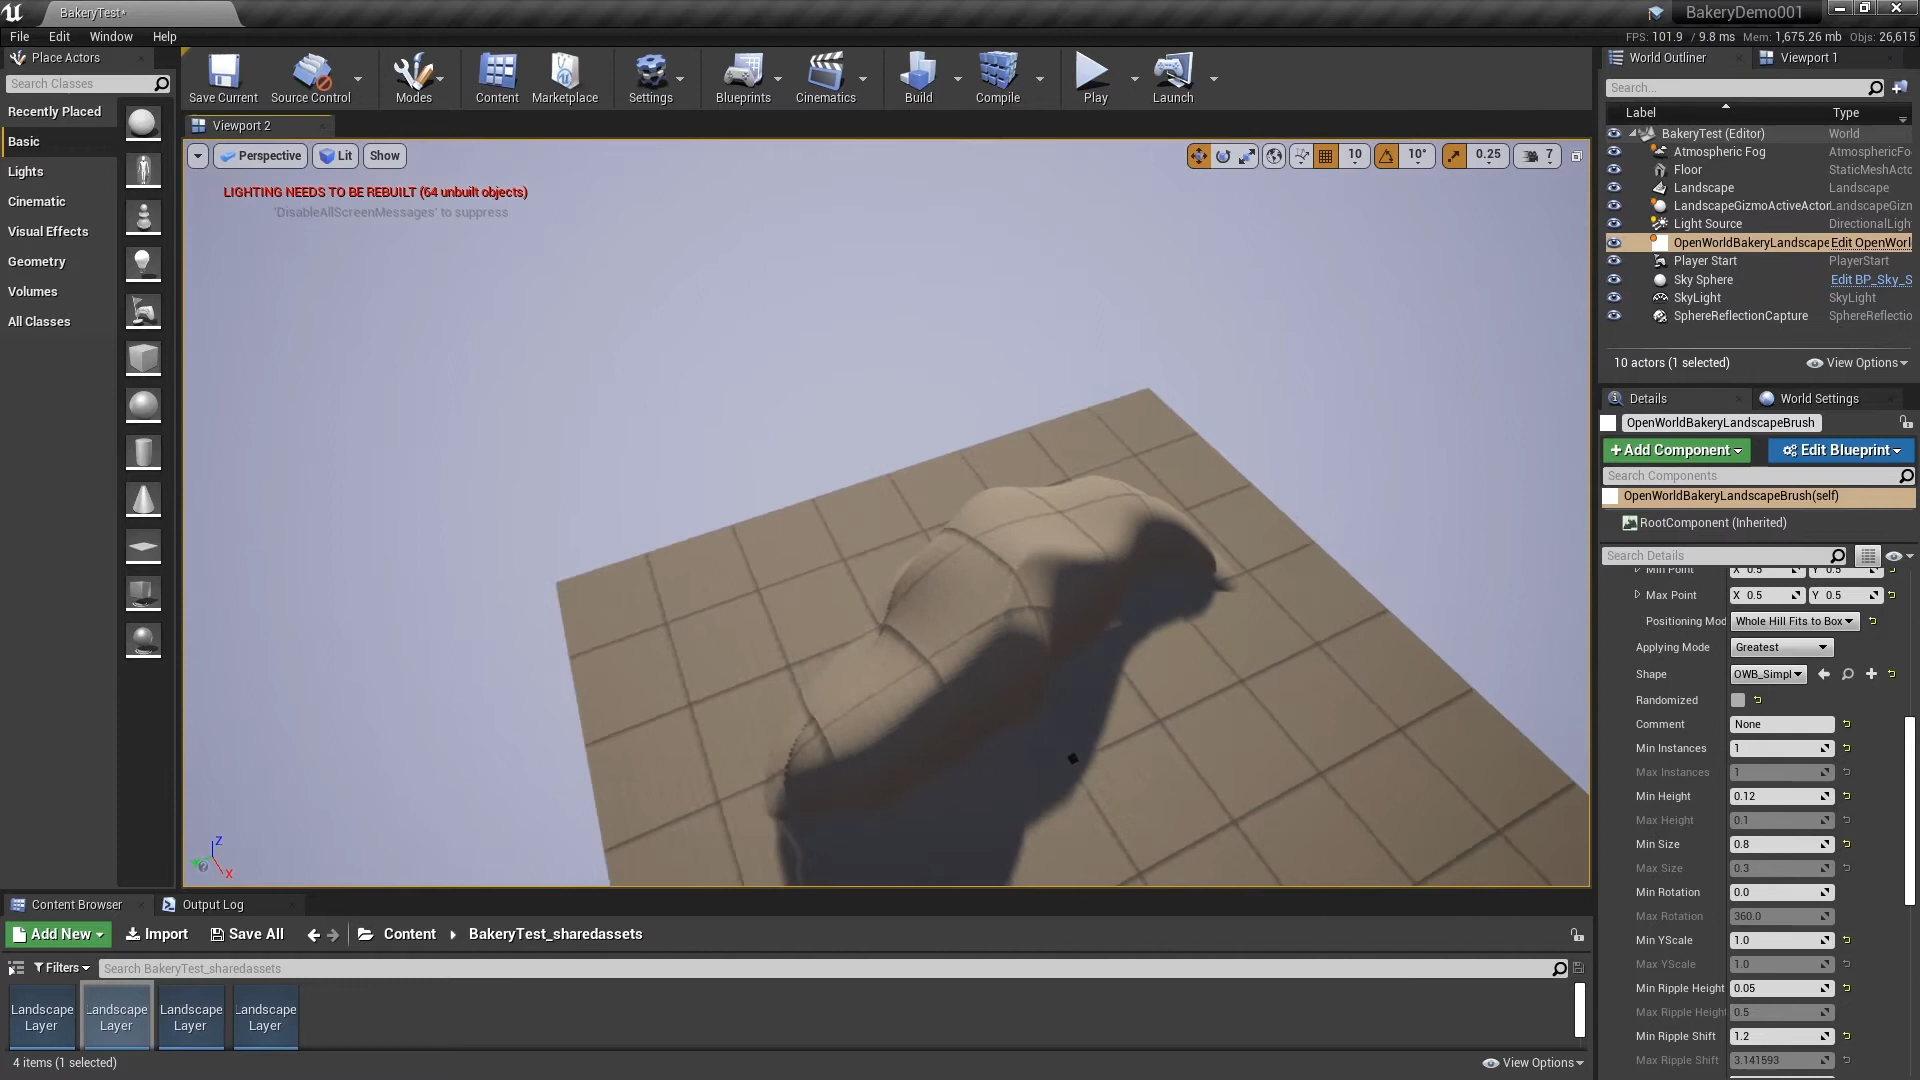 BakeryTest*
BakeryDemo001
File Edit Window Help
FPS: 101.9 / 9.8 ms Mem: 1,675.26 mb Objs: 26,615
Place Actors
Search Classes
Recently Placed
Basic
Lights
Cinematic
Visual Effects
Geometry
Volumes
All Classes
Save Current Source Control Modes Content Marketplace Settings Blueprints Cinematics Build Compile Play Launch
Viewport 2
Perspective Lit Show
10 10° 0.25 7
LIGHTING NEEDS TO BE REBUILT (64 unbuilt objects)
'DisableAllScreenMessages' to suppress
Z
X
World Outliner Viewport 1
Search...
Label Type
BakeryTest (Editor) World
Atmospheric Fog AtmosphericFo
Floor StaticMeshActo
Landscape Landscape
LandscapeGizmoActiveActor LandscapeGizm
Light Source DirectionalLigh
OpenWorldBakeryLandscape Edit OpenWorl
Player Start PlayerStart
Sky Sphere Edit BP_Sky_S
SkyLight SkyLight
SphereReflectionCapture SphereReflectio
10 actors (1 selected) View Options
Details World Settings
OpenWorldBakeryLandscapeBrush
+Add Component Edit Blueprint
Search Components
OpenWorldBakeryLandscapeBrush(self)
RootComponent (Inherited)
Search Details
Min Point X 0.5 Y 0.5
Max Point X 0.5 Y 0.5
Positioning Mod Whole Hill Fits to Box
Applying Mode Greatest
Shape OWB_Simpl
Randomized
Comment None
Min Instances 1
Max Instances 1
Min Height 0.12
Max Height 0.1
Min Size 0.8
Max Size 0.3
Min Rotation 0.0
Max Rotation 360.0
Min YScale 1.0
Max YScale 1.0
Min Ripple Height 0.05
Max Ripple Heigh 0.5
Min Ripple Shift 1.2
Max Ripple Shift 3.141593
Content Browser Output Log
Add New Import Save All Content BakeryTest_sharedassets
Filters Search BakeryTest_sharedassets
Landscape Layer
Landscape Layer
Landscape Layer
Landscape Layer
4 items (1 selected) View Options